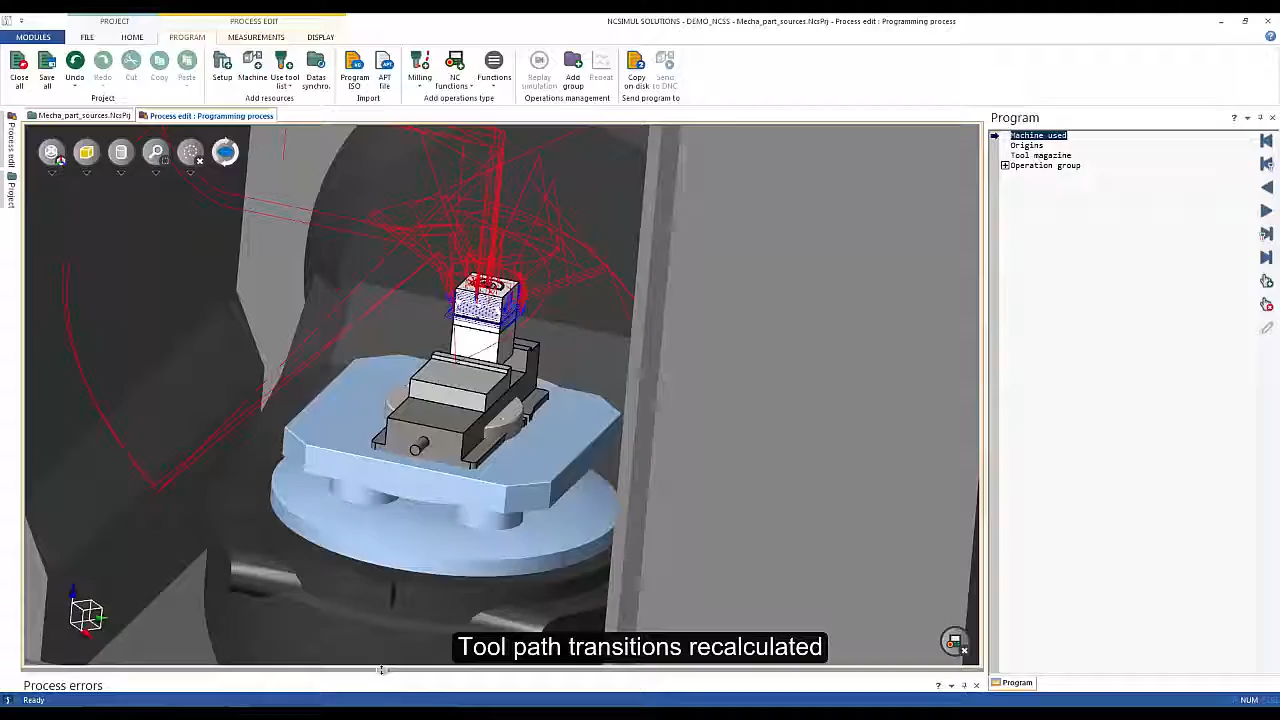 PROJECT
PROCESS EDIT
NCSIMUL SOLUTIONS - DEMO_NCSS - Mecha_part_sources.NcsPrj - Process edit : Programming process
MODULES
FILE
HOME
PROGRAM
MEASUREMENTS
DISPLAY
Close all
Save all
Undo
Redo
Cut
Copy
Paste
Setup
Machine
Use tool list
Datas synchro.
Program ISO
APT file
Milling
NC functions
Functions
Replay simulation
Add group
Repeat
Copy on disk
Send to DNC
Project
Add resources
Import
Add operations type
Operations management
Send program to
Mecha_part_sources.NcsPrj
Process edit : Programming process
Process edit
Project
Program
Machine used
Origins
Tool magazine
Operation group
Tool path transitions recalculated
Process errors
Program
Ready
NUM